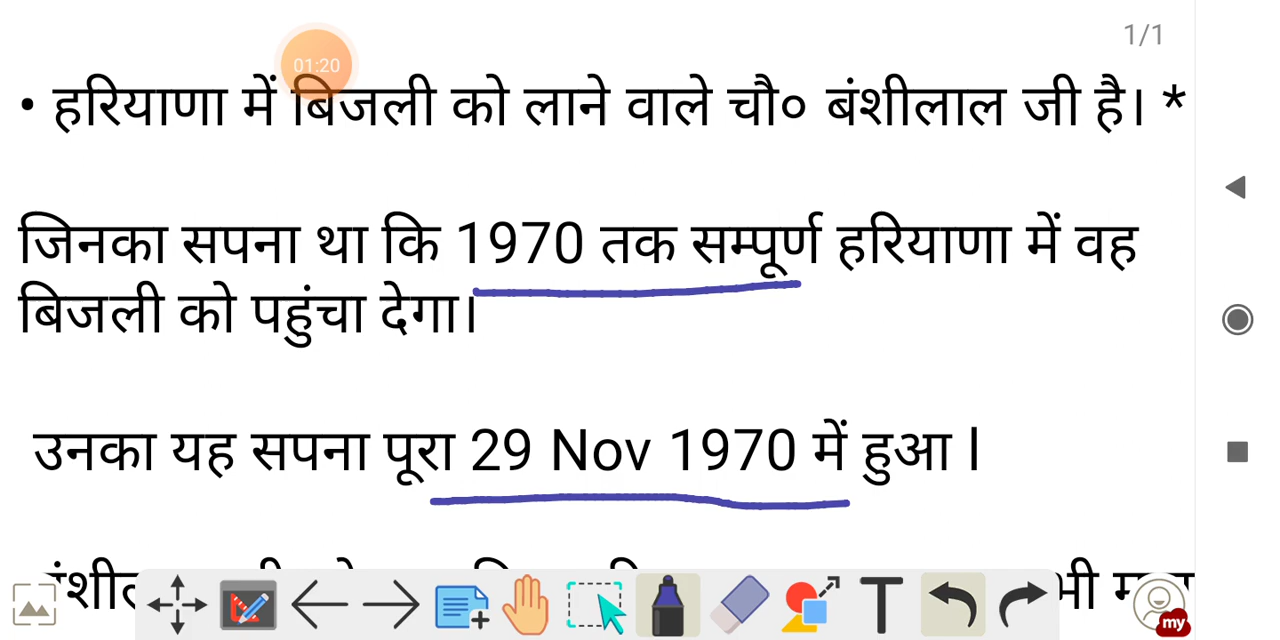 1/1
01:20
• हरियाणा में बिजली को लाने वाले चौ० बंशीलाल जी है। *
जिनका सपना था कि 1970 तक सम्पूर्ण हरियाणा में वह
बिजली को पहुंचा देगा।
उनका यह सपना पूरा 29 Nov 1970 में हुआ l
T
my